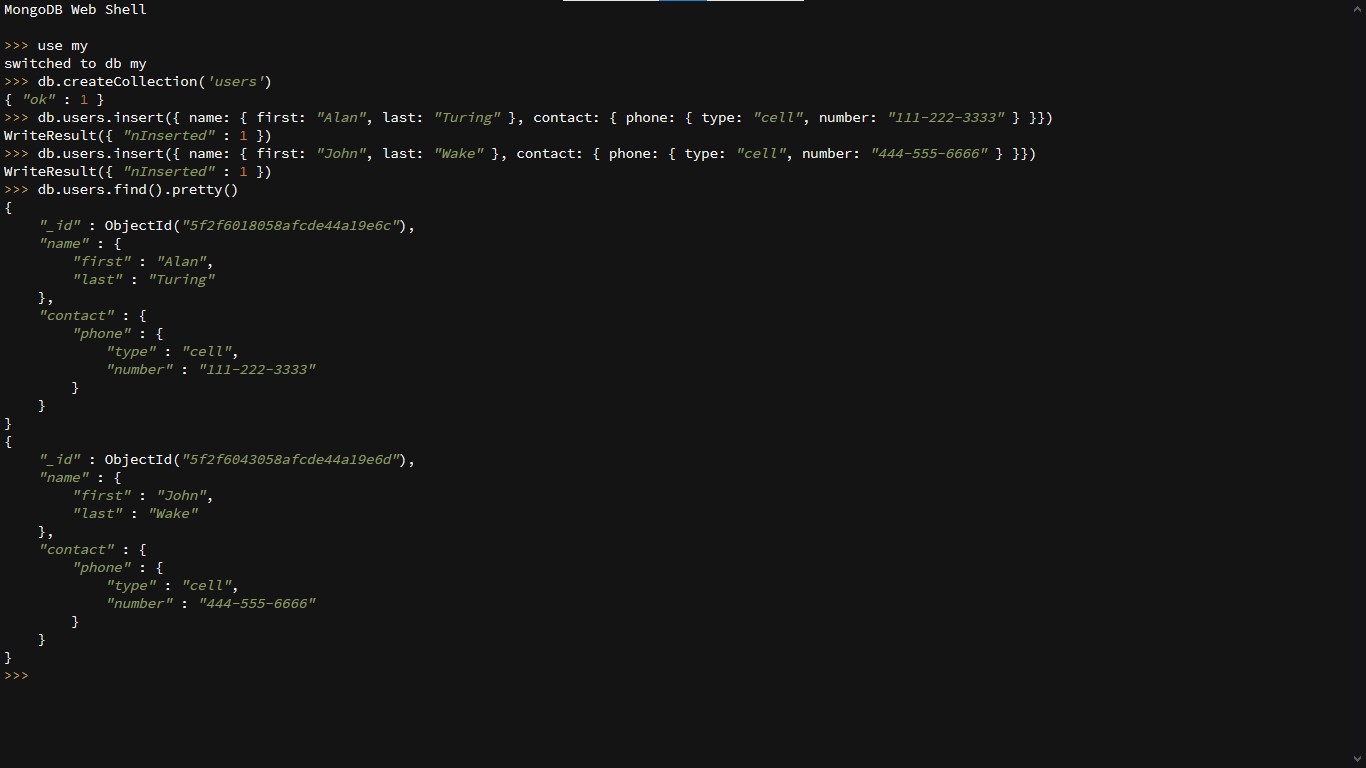 MongoDB Web Shell
>>> use my
switched to db my
>>> db.createCollection('users')
{ "ok" : 1 }
>>> db.users.insert({ name: { first: "Alan", last: "Turing" }, contact: { phone: { type: "cell", number: "111-222-3333" } }})
WriteResult({ "nInserted" : 1 })
>>> db.users.insert({ name: { first: "John", last: "Wake" }, contact: { phone: { type: "cell", number: "444-555-6666" } }})
WriteResult({ "nInserted" : 1 })
>>> db.users.find().pretty()
{
    "_id" : ObjectId("5f2f6018058afcde44a19e6c"),
    "name" : {
        "first" : "Alan",
        "last" : "Turing"
    },
    "contact" : {
        "phone" : {
            "type" : "cell",
            "number" : "111-222-3333"
        }
    }
}
{
    "_id" : ObjectId("5f2f6043058afcde44a19e6d"),
    "name" : {
        "first" : "John",
        "last" : "Wake"
    },
    "contact" : {
        "phone" : {
            "type" : "cell",
            "number" : "444-555-6666"
        }
    }
}
>>>